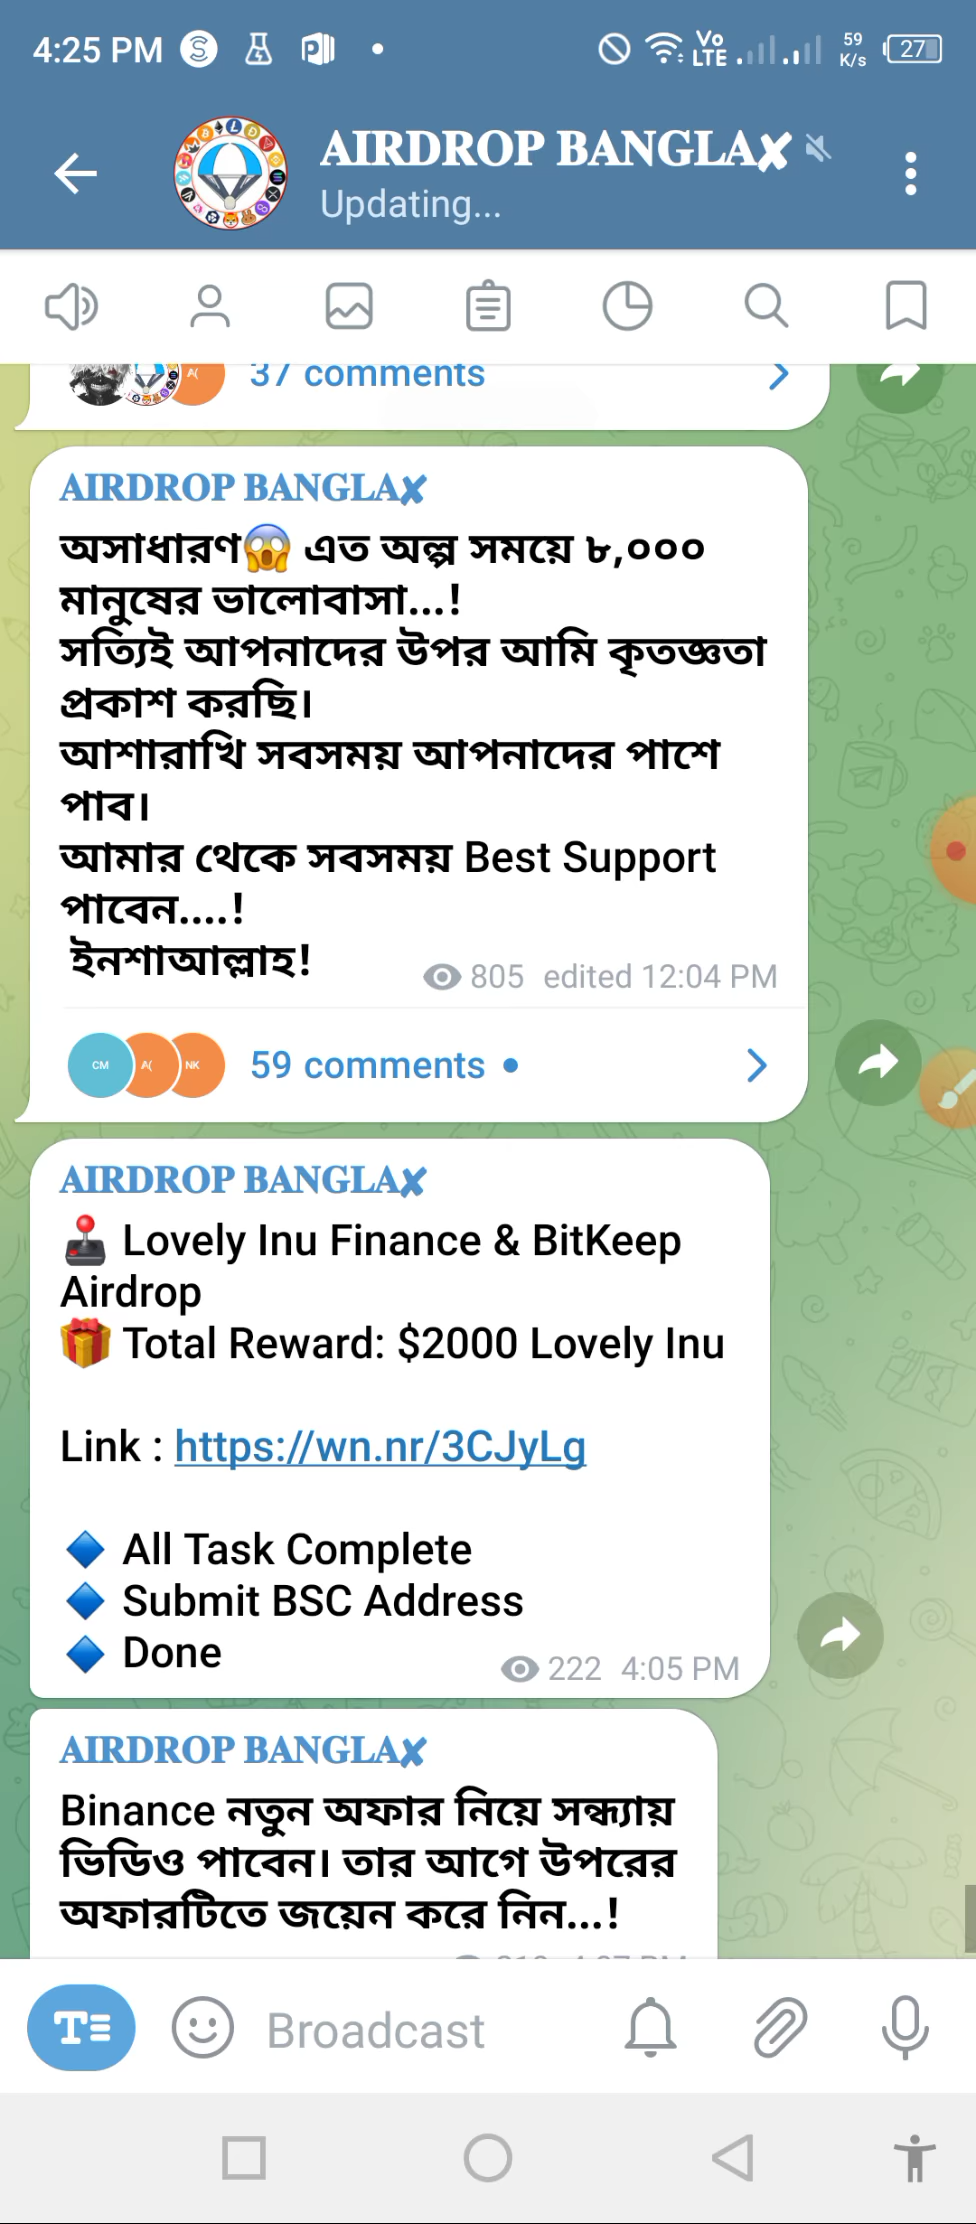 4:25 PM
Vo LTE
59 K/s
27
AIRDROP BANGLA✘
Updating...
A(
37 comments
AIRDROP BANGLA✘
অসাধারণ😱 এত অল্প সময়ে ৮,০০০
মানুষের ভালোবাসা...!
সত্যিই আপনাদের উপর আমি কৃতজ্ঞতা
প্রকাশ করছি।
আশারাখি সবসময় আপনাদের পাশে
পাব।
আমার থেকে সবসময় Best Support
পাবেন....!
ইনশাআল্লাহ!
805 edited 12:04 PM
CM A( NK 59 comments
AIRDROP BANGLA✘
🕹 Lovely Inu Finance & BitKeep
Airdrop
🎁 Total Reward: $2000 Lovely Inu
Link : https://wn.nr/3CJyLg
🔷 All Task Complete
🔷 Submit BSC Address
🔷 Done
222 4:05 PM
AIRDROP BANGLA✘
Binance নতুন অফার নিয়ে সন্ধ্যায়
ভিডিও পাবেন। তার আগে উপরের
অফারটিতে জয়েন করে নিন...!
Broadcast